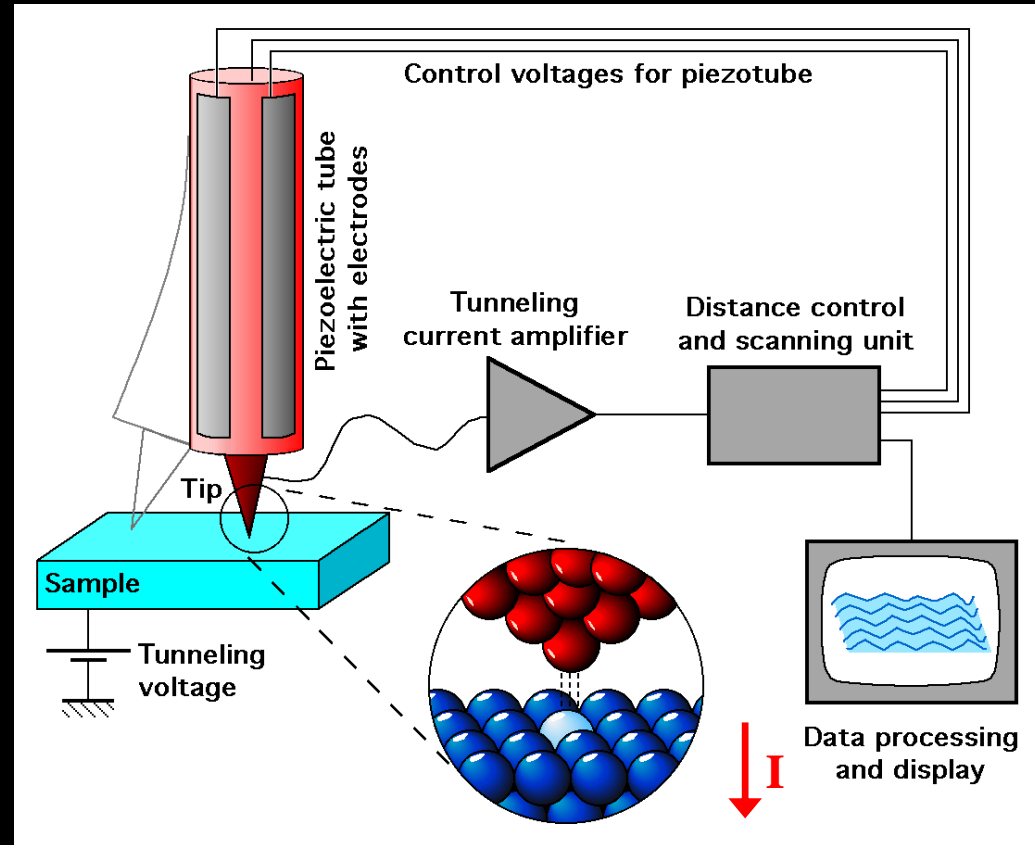 Control voltages for piezotube
Piezoelectric tube
with electrodes
Tunneling
current amplifier
Distance control
and scanning unit
Tip
Sample
Tunneling
voltage
I
Data processing
and display